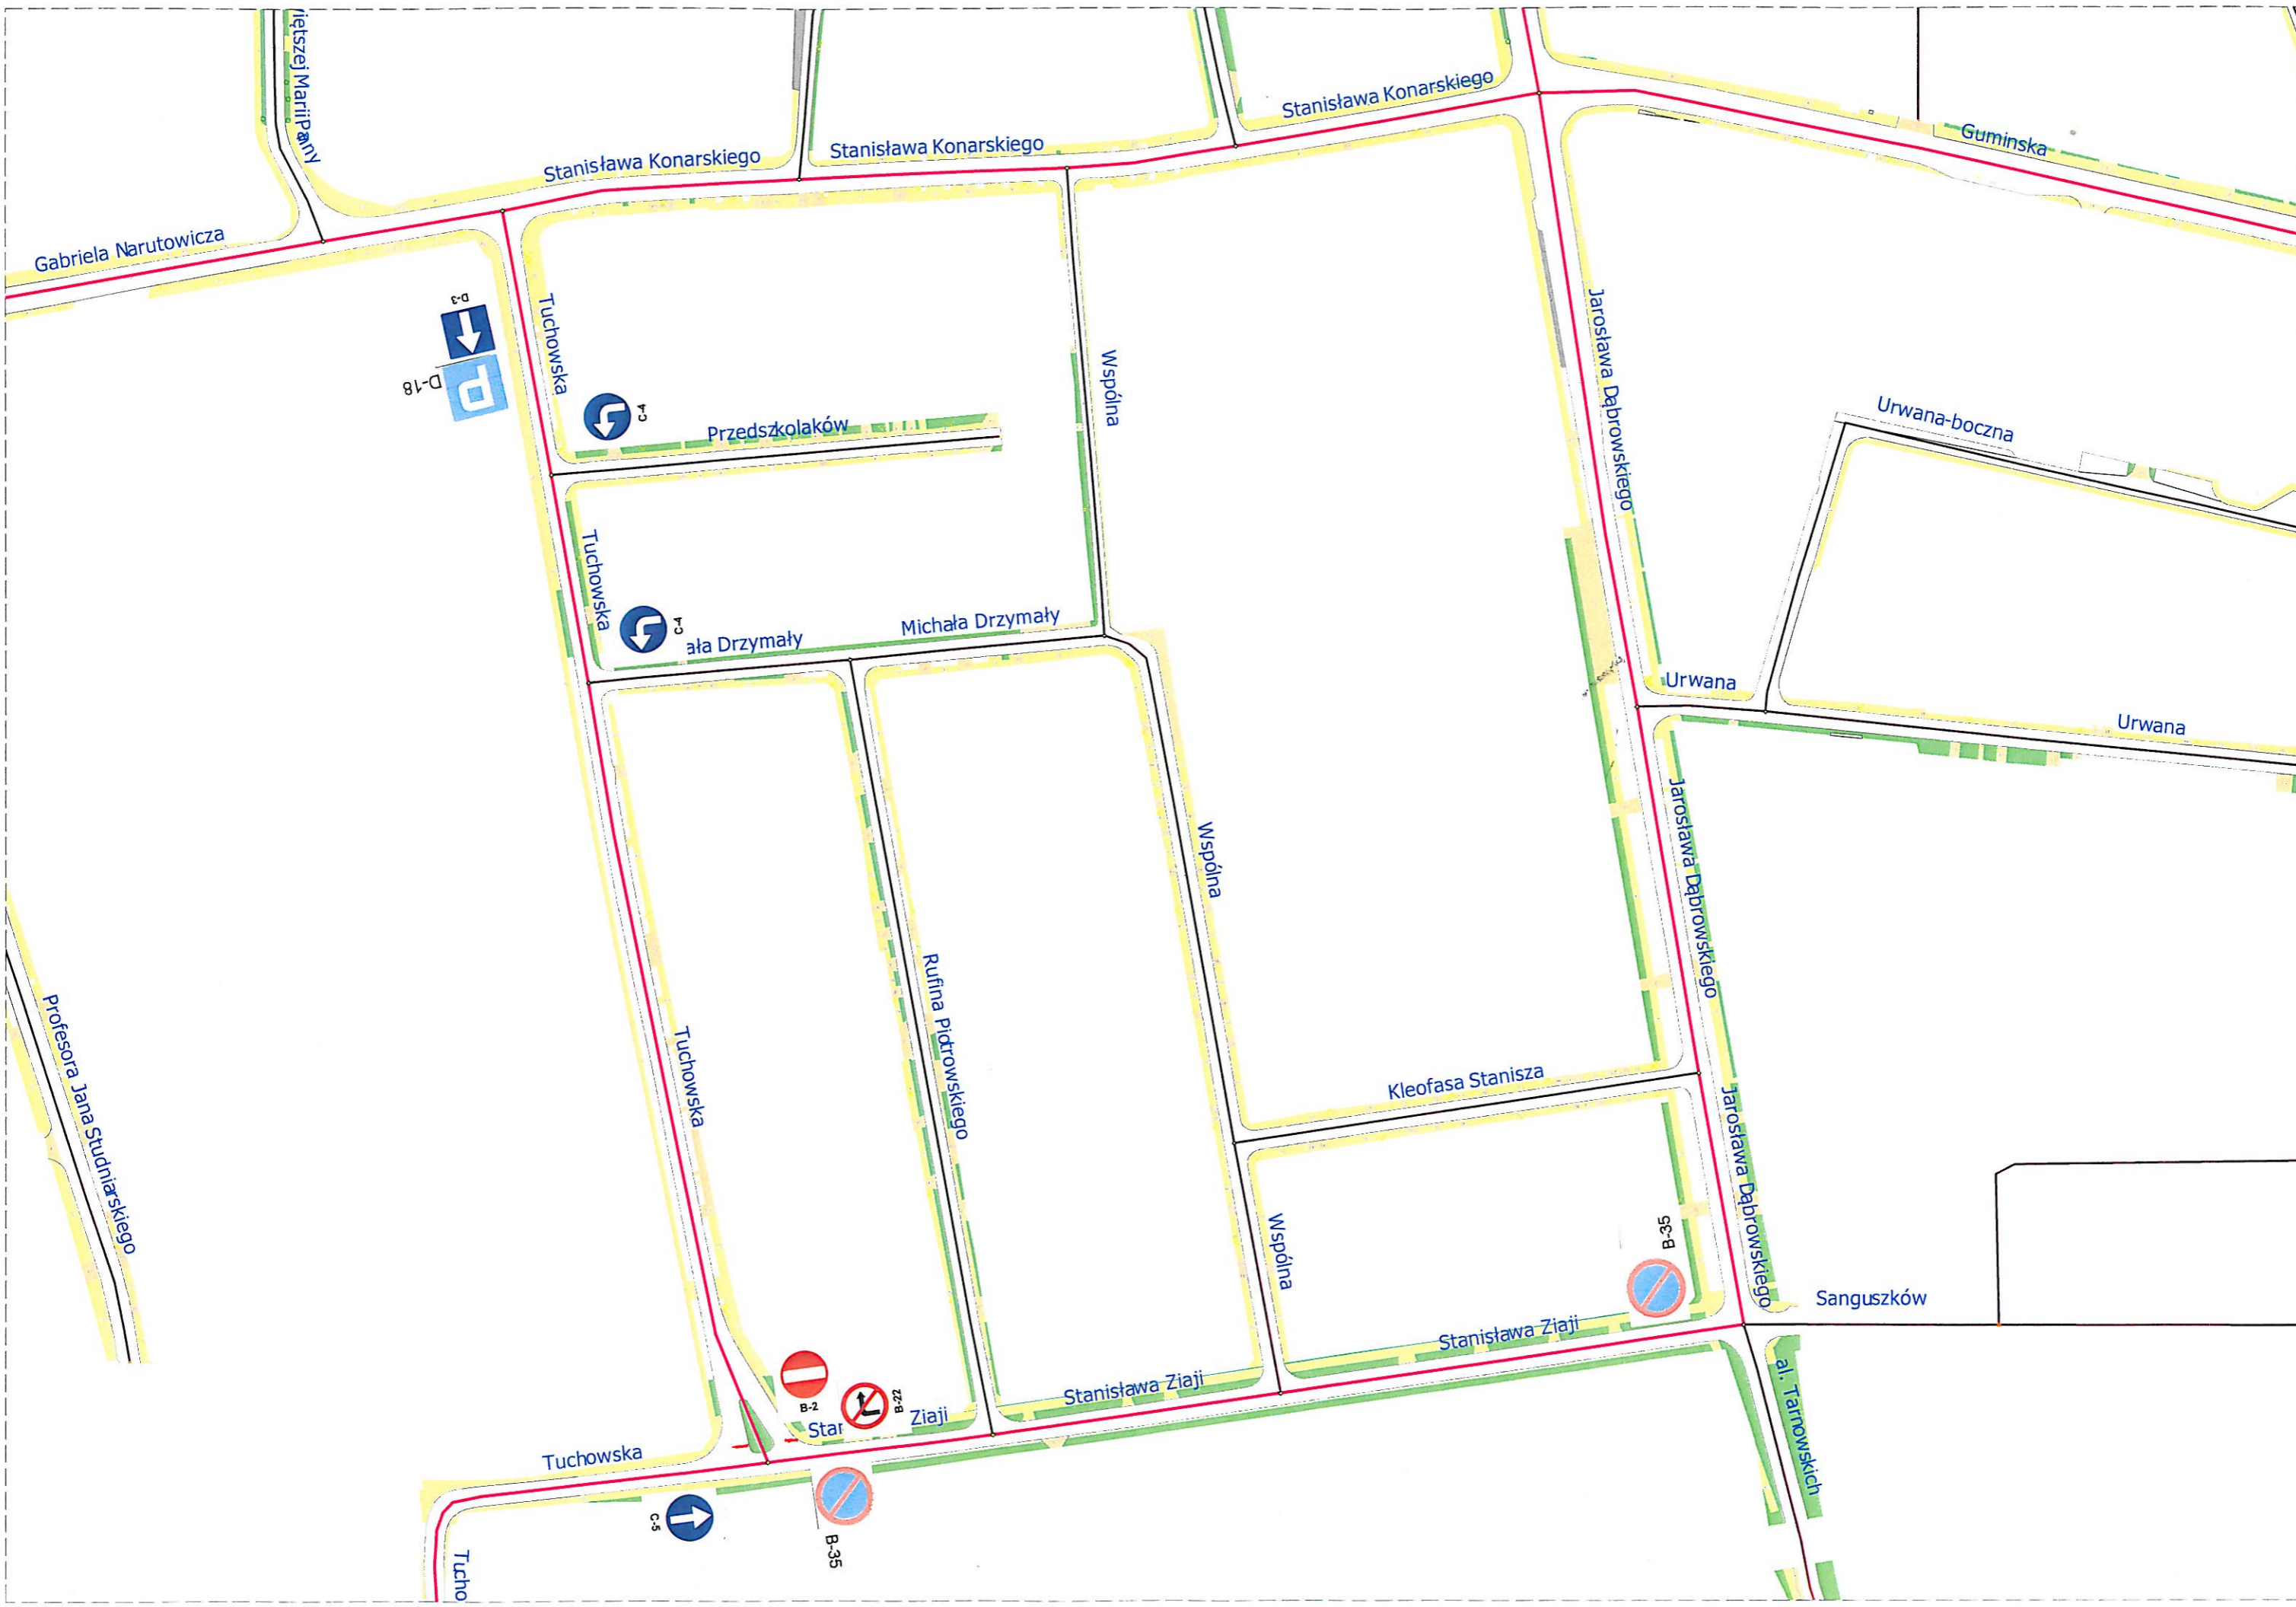 iętszej Marii Panny
Stanisława Konarskiego
Stanisława Konarskiego
Stanisława Konarskiego
Guminska
Gabriela Narutowicza
D-3
P
D-18
Tuchowska
C-4
Przedszkolaków
Wspólna
Jarosława Dąbrowskiego
Urwana-boczna
Tuchowska
C-4
ała Drzymały
Michała Drzymały
Urwana
Urwana
Jarosława Dąbrowskiego
Wspólna
Rufina Piotrowskiego
Tuchowska
Profesora Jana Studniarskiego
Kleofasa Stanisza
Jarosława Dąbrowskiego
Wspólna
B-35
Sanguszków
Stanisława Ziaji
Stanisława Ziaji
al. Tarnowskich
B-2
B-22
Star
Ziaji
Tuchowska
C-5
B-35
Tucho